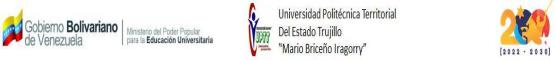 Gobierno Bolivariano
de Venezuela
Ministerio del Poder Popular
para la Educación Universitaria
Universidad Politécnica Territorial
Del Estado Trujillo
"Mario Briceño Iragorry"
(2022 - 2030)